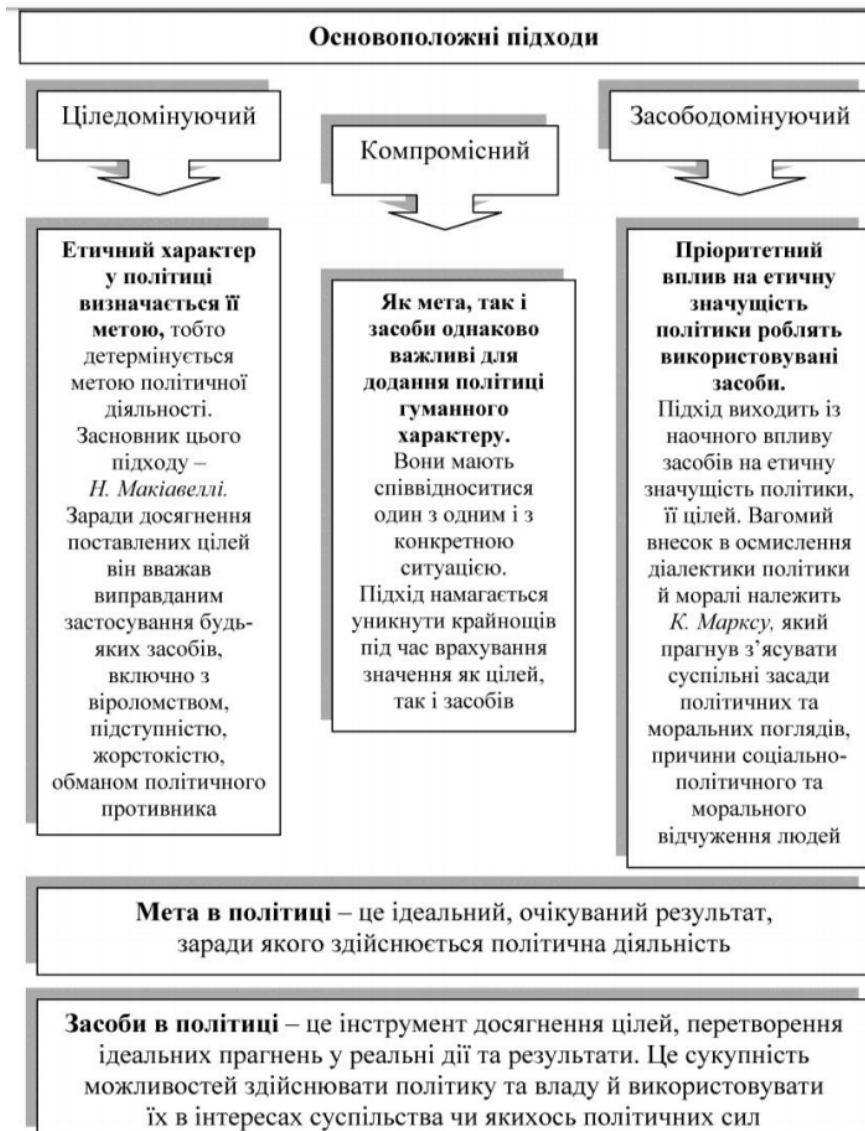 Основоположні підходи
Ціледомінуючий
Компромісний
Засободомінуючий
Етичний характер
у політиці
визначається її
метою, тобто
детермінується
метою політичної
діяльності.
Засновник цього
підходу –
Н. Макіавеллі.
Заради досягнення
поставлених цілей
він вважав
виправданим
застосування будь-
яких засобів,
включно з
віроломством,
підступністю,
жорстокістю,
обманом політичного
противника
Як мета, так і
засоби однаково
важливі для
додання політиці
гуманного
характеру.
Вони мають
співвідноситися
один з одним і з
конкретною
ситуацією.
Підхід намагається
уникнути крайнощів
під час врахування
значення як цілей,
так і засобів
Пріоритетний
вплив на етичну
значущість
політики роблять
використовувані
засоби.
Підхід виходить із
наочного впливу
засобів на етичну
значущість політики,
її цілей. Вагомий
внесок в осмислення
діалектики політики
й моралі належить
К. Марксу, який
прагнув з’ясувати
суспільні засади
політичних та
моральних поглядів,
причини соціально-
політичного та
морального
відчуження людей
Мета в політиці – це ідеальний, очікуваний результат,
заради якого здійснюється політична діяльність
Засоби в політиці – це інструмент досягнення цілей, перетворення
ідеальних прагнень у реальні дії та результати. Це сукупність
можливостей здійснювати політику та владу й використовувати
їх в інтересах суспільства чи якихось політичних сил